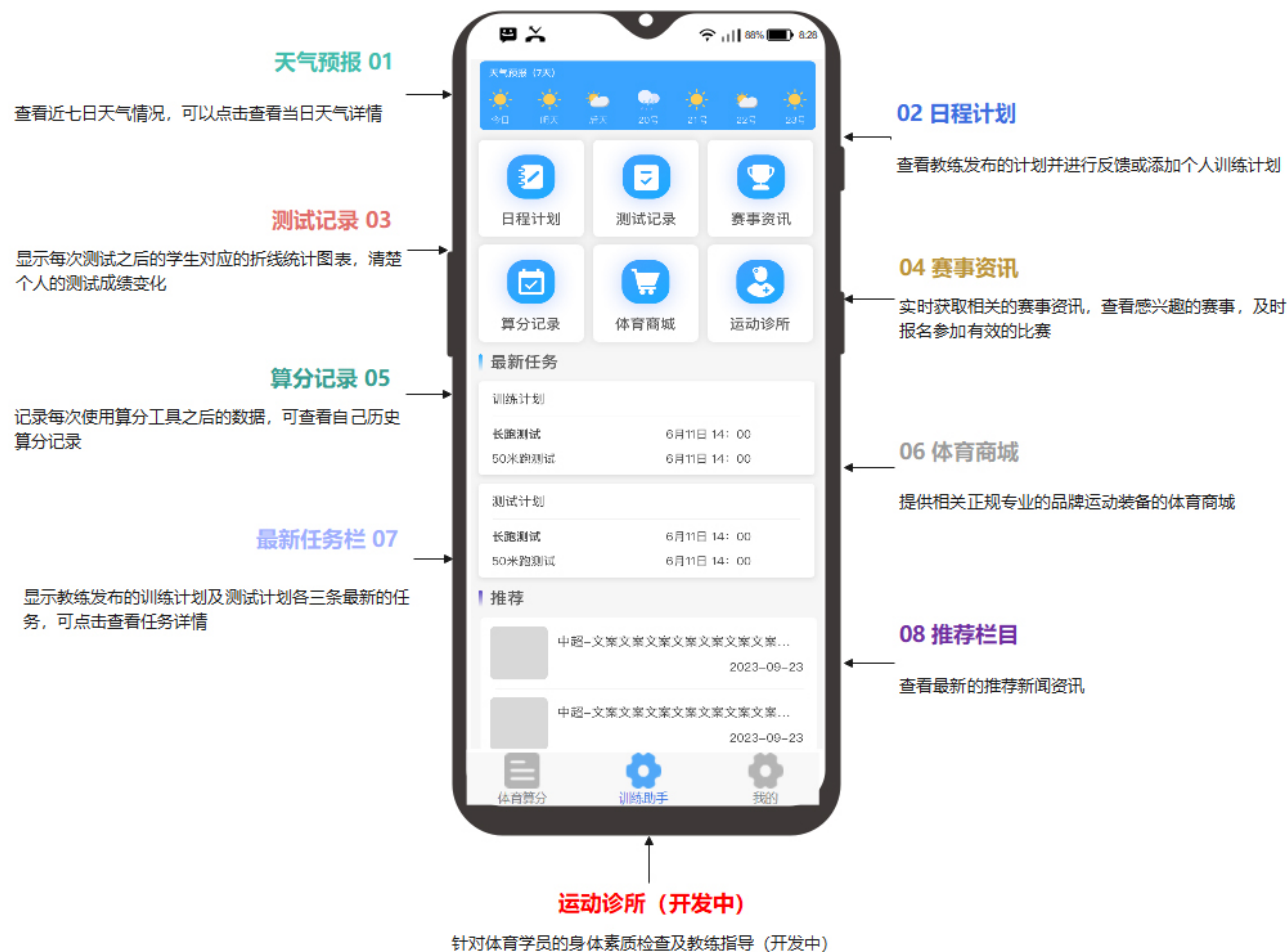 天气预报 01
查看近七日天气情况，可以点击查看当日天气详情
测试记录 03
显示每次测试之后的学生对应的折线统计图表，清楚
个人的测试成绩变化
算分记录 05
记录每次使用算分工具之后的数据，可查看自己历史
算分记录
最新任务栏 07
显示教练发布的训练计划及测试计划各三条最新的任
务，可点击查看任务详情
88% 8:28
天气预报（7天）
今日 明天 后天 20号 21号 22号 23号
日程计划 测试记录 赛事资讯
算分记录 体育商城 运动诊所
最新任务
训练计划
长跑测试 6月11日 14：00
50米跑测试 6月11日 14：00
测试计划
长跑测试 6月11日 14：00
50米跑测试 6月11日 14：00
推荐
中超-文案文案文案文案文案文案文案...
2023-09-23
中超-文案文案文案文案文案文案文案...
2023-09-23
体育算分 训练助手 我的
02 日程计划
查看教练发布的计划并进行反馈或添加个人训练计划
04 赛事资讯
实时获取相关的赛事资讯，查看感兴趣的赛事，及时
报名参加有效的比赛
06 体育商城
提供相关正规专业的品牌运动装备的体育商城
08 推荐栏目
查看最新的推荐新闻资讯
运动诊所（开发中）
针对体育学员的身体素质检查及教练指导（开发中）